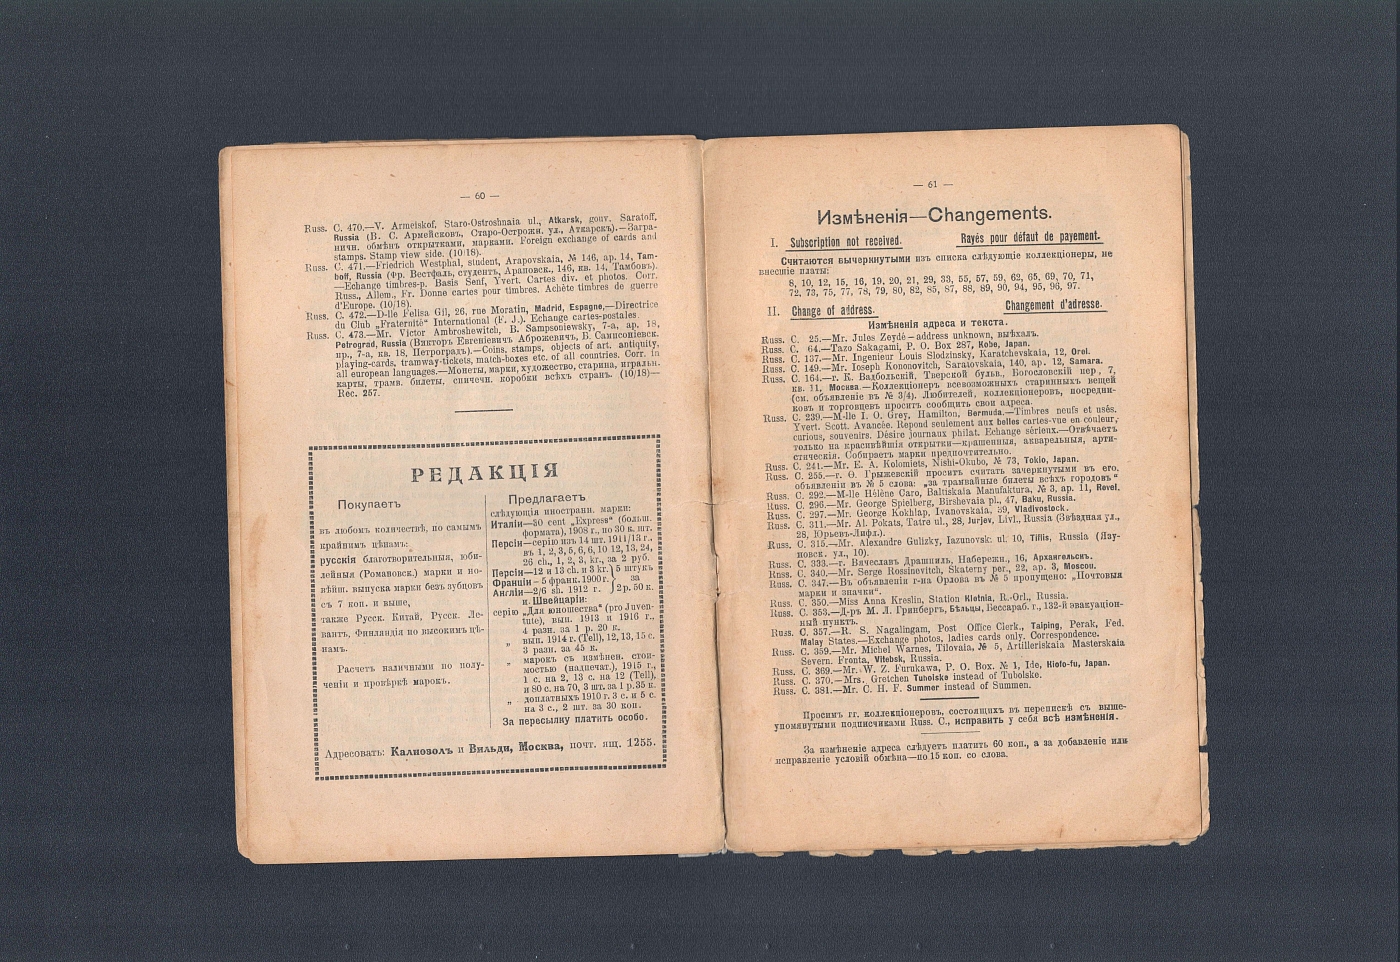 — 60 —
Russ. C. 470.—V. Armeiskof, Staro-Ostroshnaia ul., Atkarsk, gouv. Saratoff,
Russia (В. С. Армейсковъ, Старо-Острожн. ул., Аткарскъ).—Загра-
ничн. обмѣнъ открытками, марками. Foreign exchange of cards and
stamps. Stamp view side. (10/18).
Russ. C. 471.—Friedrich Westphal, student, Arapovskaia, № 146, ap. 14, Tam-
boff, Russia (Фр. Вестфаль, студентъ, Араповск., 146, кв. 14, Тамбовъ).
—Echange timbres-p. Basis Senf, Yvert. Cartes div. et photos. Corr.
Russ., Allem., Fr. Donne cartes pour timbres. Achète timbres de guerre
d'Europe. (10/18).
Russ. C. 472.—D-lle Felisa Gil, 26, rue Moratin, Madrid, Espagne,—Directrice
du Club „Fraternité" International (F. J.). Echange cartes-postales.
Russ. C. 473.—Mr. Victor Ambroshewitch, B. Sampsoniewsky, 7-a, ap. 18,
Petrograd, Russia (Викторъ Евгеніевичъ Аброжевичъ, Б. Сампсоніевск.
пр., 7-а, кв. 18, Петроградъ).—Coins, stamps, objects of art. antiquity,
playing-cards, tramway-tickets, match-boxes etc. of all countries. Corr. in
all european languages.—Монеты, марки, художество, старина, игральн.
карты, трамв. билеты, спичечн. коробки всѣхъ странъ. (10/18)—
Rec. 257.
РЕДАКЦІЯ
Покупаетъ
въ любомъ количествѣ, по самымъ
крайнимъ цѣнамъ:
русскія благотворительныя, юби-
лейныя (Романовск.) марки и но-
вѣйш. выпуска марки безъ зубцовъ
съ 7 коп. и выше,
также Русск. Китай, Русск. Ле-
вантъ, Финляндія по высокимъ цѣ-
намъ.
Расчетъ наличными по полу-
ченіи и провѣркѣ марокъ.
Предлагаетъ
слѣдующія иностранн. марки:
Италіи—30 cent „Express" (больш.
формата), 1908 г., по 30 к. шт.
Персіи—серію изъ 14 шт. 1911/13 г.,
въ 1, 2, 3, 5, 6, 6, 10 12, 13, 24,
26 ch., 1, 2, 3, kr., за 2 руб.
Персіи—12 и 13 ch. и 3 kr. } 5 штукъ
Франціи—5 франк. 1900 г. } за
Англіи—2/6 sh. 1912 г. } 2 р. 50 к.
и. Швейцаріи:
серію „Для юношества" (pro Juven-
tute), вып. 1913 и 1916 г.,
4 разн. за 1 р. 20 к.
„ вып. 1914 г. (Tell), 12, 13, 15 с.
3 разн. за 45 к.
„ марокъ съ измѣнен. стои-
мостью (надпечат.), 1915 г.,
1 с. на 2, 13 с. на 12 (Tell),
и 80 с. на 70, 3 шт. за 1 р. 35 к.
„ доплатныхъ 1910 г. 3 с. и 5 с.
на 3 с., 2 шт. за 30 коп.
За пересылку платить особо.
Адресовать: Калнозолъ и Вильди, Москва, почт. ящ. 1255.
— 61 —
Измѣненія—Changements.
I. Subscription not received. Rayés pour défaut de payement.
Считаются вычеркнутыми изъ списка слѣдующіе коллекціонеры, не
внесшіе платы:
8, 10, 12, 15, 16, 19, 20, 21, 29, 33, 55, 57, 59, 62, 65, 69, 70, 71,
72, 73, 75, 77, 78, 79, 80, 82, 85, 87, 88, 89, 90, 94, 95, 96, 97.
II. Change of address. Changement d'adresse.
Измѣненія адреса и текста.
Russ. C. 25.—Mr. Jules Zeydé—address unknown, выѣхалъ.
Russ. C. 64.—Tazo Sakagami, P. O. Box 287, Kobe, Japan.
Russ. C. 137.—Mr. Ingenieur Louis Slodzinsky, Karatchevskaia, 12, Orel.
Russ. C. 149.—Mr. Ioseph Kononovitch, Saratovskaia, 140, ap. 12, Samara.
Russ. C. 164.—г. К. Вадбольскій, Тверской бульв., Богословскій пер, 7,
кв. 11, Москва.—Коллекціонеръ всевозможныхъ старинныхъ вещей
(см. объявленіе въ № 3/4). Любителей, коллекціонеровъ, посредни-
ковъ и торговцевъ проситъ сообщить свои адреса.
Russ. C. 239.—M-lle I. O. Grey, Hamilton, Bermuda.—Timbres neufs et usés.
Yvert. Scott. Avancée. Répond seulement aux belles cartes-vue en couleur,
curious, souvenirs. Désire journaux philat. Echange sérieux.—Отвѣчаетъ
только на красивѣйшія открытки—крашенныя, акварельныя, арти-
стическія. Собираетъ марки предпочтительно.
Russ. C. 241.—Mr. E. A. Kolomiets, Nishi-Okubo, № 73, Tokio, Japan.
Russ. C. 255.—г. Ѳ. Грыжевскій проситъ считать зачеркнутыми въ его
объявленіи въ № 5 слова: „за трамвайные билеты всѣхъ городовъ"
Russ. C. 292.—M-lle Hélène Caro, Baltiskaia Manufaktura, № 3, ap. 11, Revel.
Russ. C. 296.—Mr. George Spielberg, Birshevaia pl., 47, Baku, Russia.
Russ. C. 297.—Mr. George Kokhlap, Ivanovskaia, 39, Vladivostock.
Russ. C. 311.—Mr. Al. Pokats, Tatre ul., 28, Jurjev, Livl., Russia (Звѣздная ул.,
28, Юрьевъ-Лифл.).
Russ. C. 315.—Mr. Alexandre Gulizky, Iazunovsk. ul. 10, Tiflis, Russia (Язу-
новск. ул., 10).
Russ. C. 333.—г. Вячеславъ Драшпиль, Набережн., 16, Архангельскъ.
Russ. C. 340.—Mr. Serge Rossinevitch, Skaterny per., 22, ap. 3, Moscou.
Russ. C. 347.—Въ объявленіи г-на Орлова въ № 5 пропущено: „Почтовыя
марки и значки".
Russ. C. 350.—Miss Anna Kreslin, Station Kleinia, R.-Orl., Russia.
Russ. C. 353.—Д-ръ М. Л. Гринбергъ, Бѣльцы, Бессараб. г., 132-й эвакуаціон-
ный пунктъ.
Russ. C. 357.—R. S. Nagalingam, Post Office Clerk., Taiping, Perak, Fed.
Malay States.—Exchange photos, ladies cards only. Correspondence.
Russ. C. 359.—Mr. Michel Warnes, Tilovaia, № 5, Artilleriskaia Masterskaia
Severn. Fronta, Vitebsk, Russia.
Russ. C. 369.—Mr. W. Z. Furukawa, P. O. Box. № 1, Ide, Kiofo-fu, Japan.
Russ. C. 370.—Mrs. Gretchen Tuholske instead of Tubolske.
Russ. C. 381.—Mr. C. H. F. Summer instead of Summen.
Просимъ гг. коллекціонеровъ, состоящихъ въ перепискѣ съ выше-
упомянутыми подписчиками Russ. C., исправить у себя всѣ измѣненія.
За измѣненіе адреса слѣдуетъ платить 60 коп., а за добавленіе или
исправленіе условій обмѣна—по 15 коп. со слова.